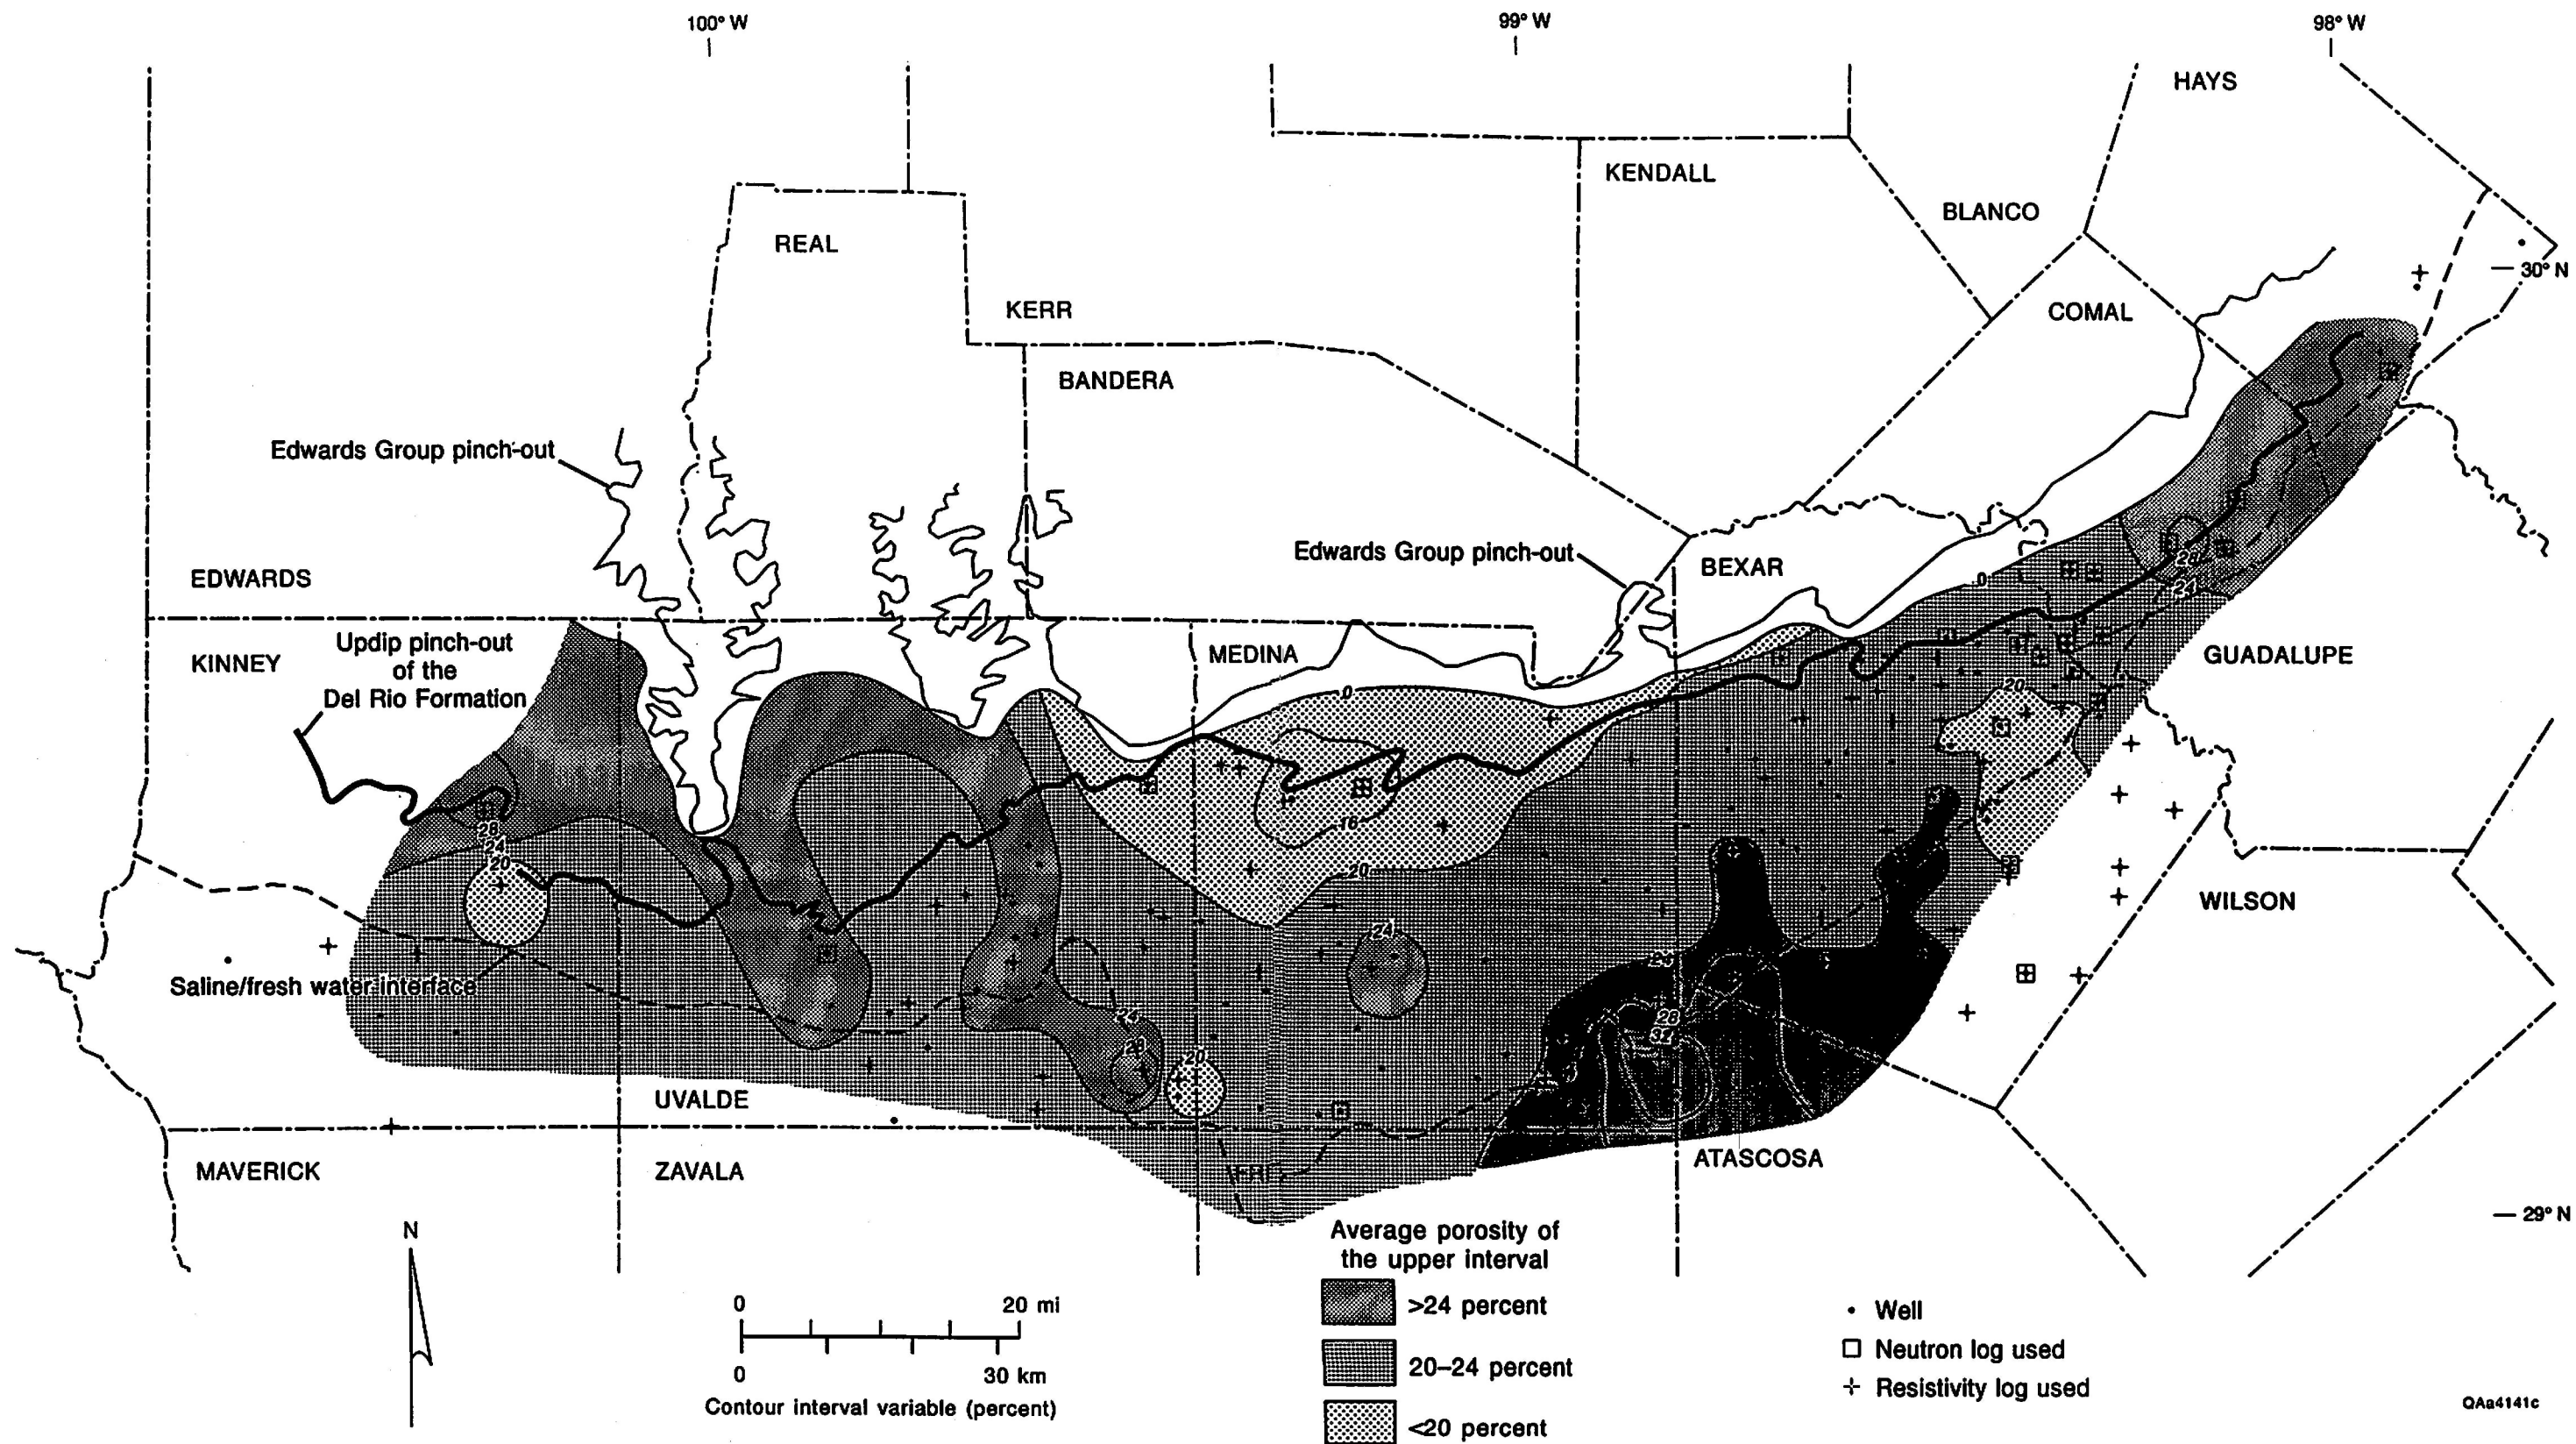 100° W
99° W
98° W
HAYS
KENDALL
BLANCO
REAL
30° N
KERR
COMAL
BANDERA
Edwards Group pinch-out
Edwards Group pinch-out
BEXAR
EDWARDS
0
28
24
Updip pinch-out
of the
Del Rio Formation
KINNEY
MEDINA
GUADALUPE
0
20
16
28
24
20
20
WILSON
24
24
Saline/fresh water interface
24
28
32
28
20
UVALDE
MAVERICK
ZAVALA
ATASCOSA
N
29° N
Average porosity of
the upper interval
>24 percent
20–24 percent
<20 percent
0 20 mi
0 30 km
Contour interval variable (percent)
Well
Neutron log used
Resistivity log used
QAa4141c